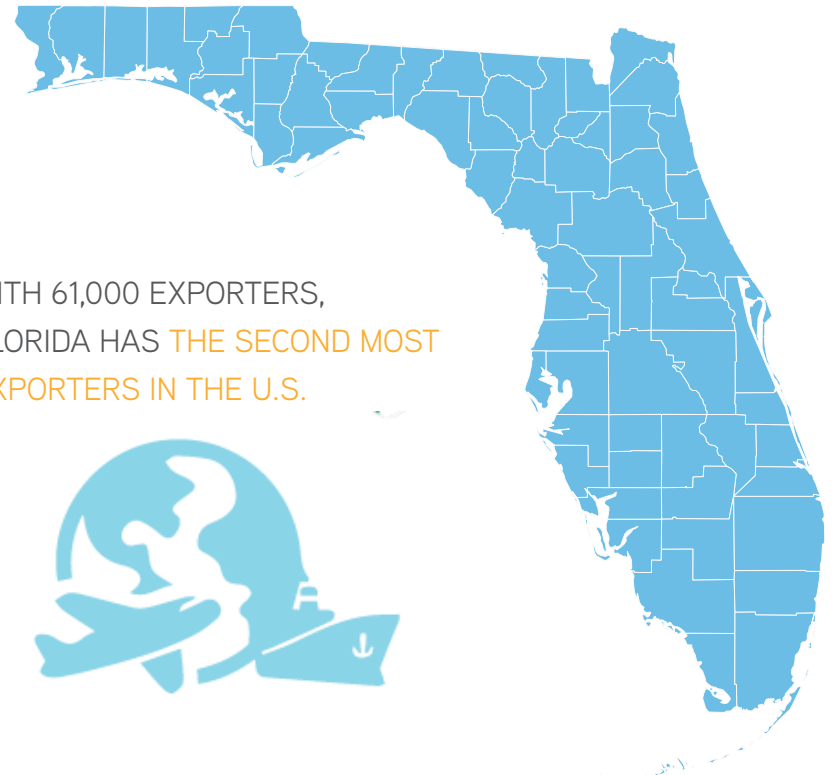 ITH 61,000 EXPORTERS,
LORIDA HAS THE SECOND MOST
XPORTERS IN THE U.S.